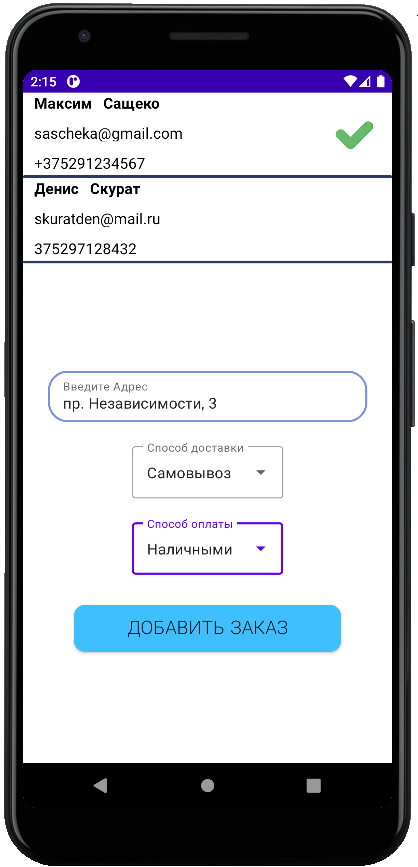 2:15
Максим Сащеко
sascheka@gmail.com
+375291234567
Денис Скурат
skuratden@mail.ru
375297128432
Введите Адрес
пр. Независимости, 3
Способ доставки
Самовывоз
Способ оплаты
Наличными
ДОБАВИТЬ ЗАКАЗ